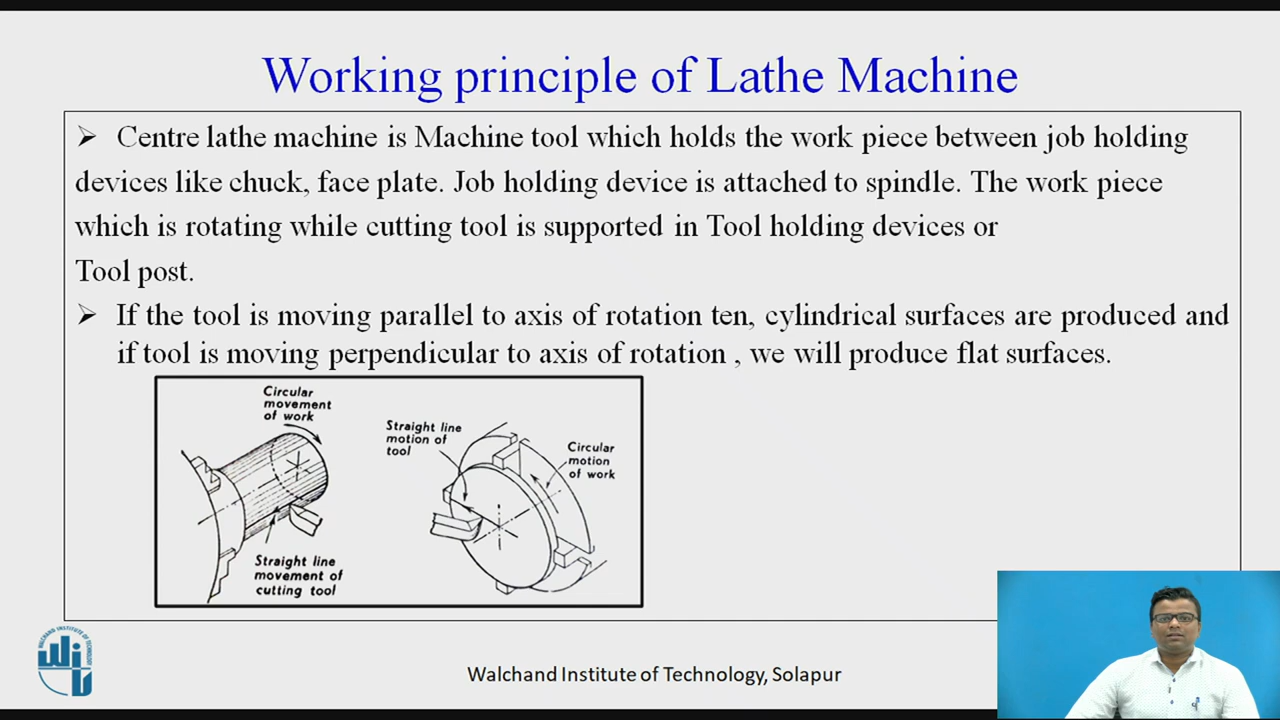 Working principle of Lathe Machine
➢ Centre lathe machine is Machine tool which holds the work piece between job holding
devices like chuck, face plate. Job holding device is attached to spindle. The work piece
which is rotating while cutting tool is supported in Tool holding devices or
Tool post.
➢ If the tool is moving parallel to axis of rotation ten, cylindrical surfaces are produced and
if tool is moving perpendicular to axis of rotation , we will produce flat surfaces.
Circular
movement
of work
Straight line
movement of
cutting tool
Straight line
motion of
tool
Circular
motion
of work
WALCHAND INSTITUTE OF TECHNOLOGY
WIT
Walchand Institute of Technology, Solapur